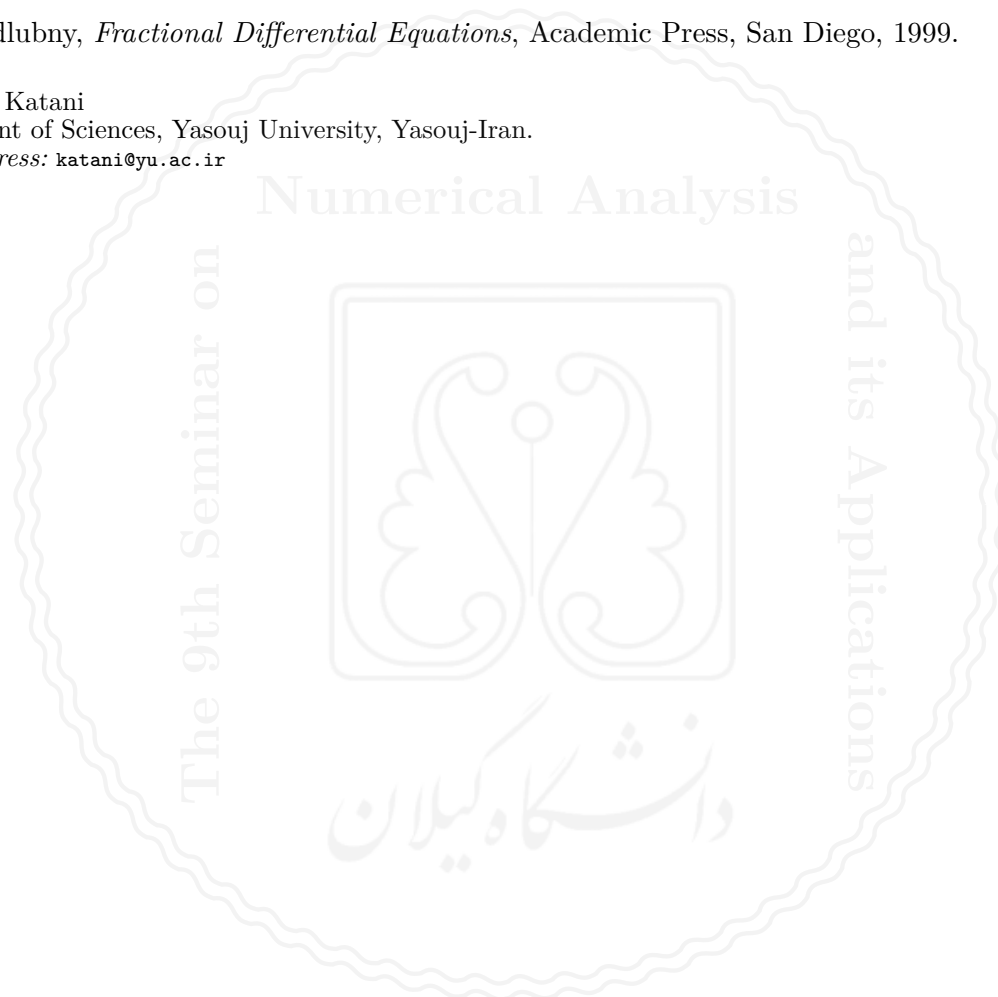 dlubny, Fractional Differential Equations, Academic Press, San Diego, 1999.
Katani
nt of Sciences, Yasouj University, Yasouj-Iran.
ress: katani@yu.ac.ir
Numerical Analysis
The 9th Seminar on
and its Applications
دانشگاه گیلان